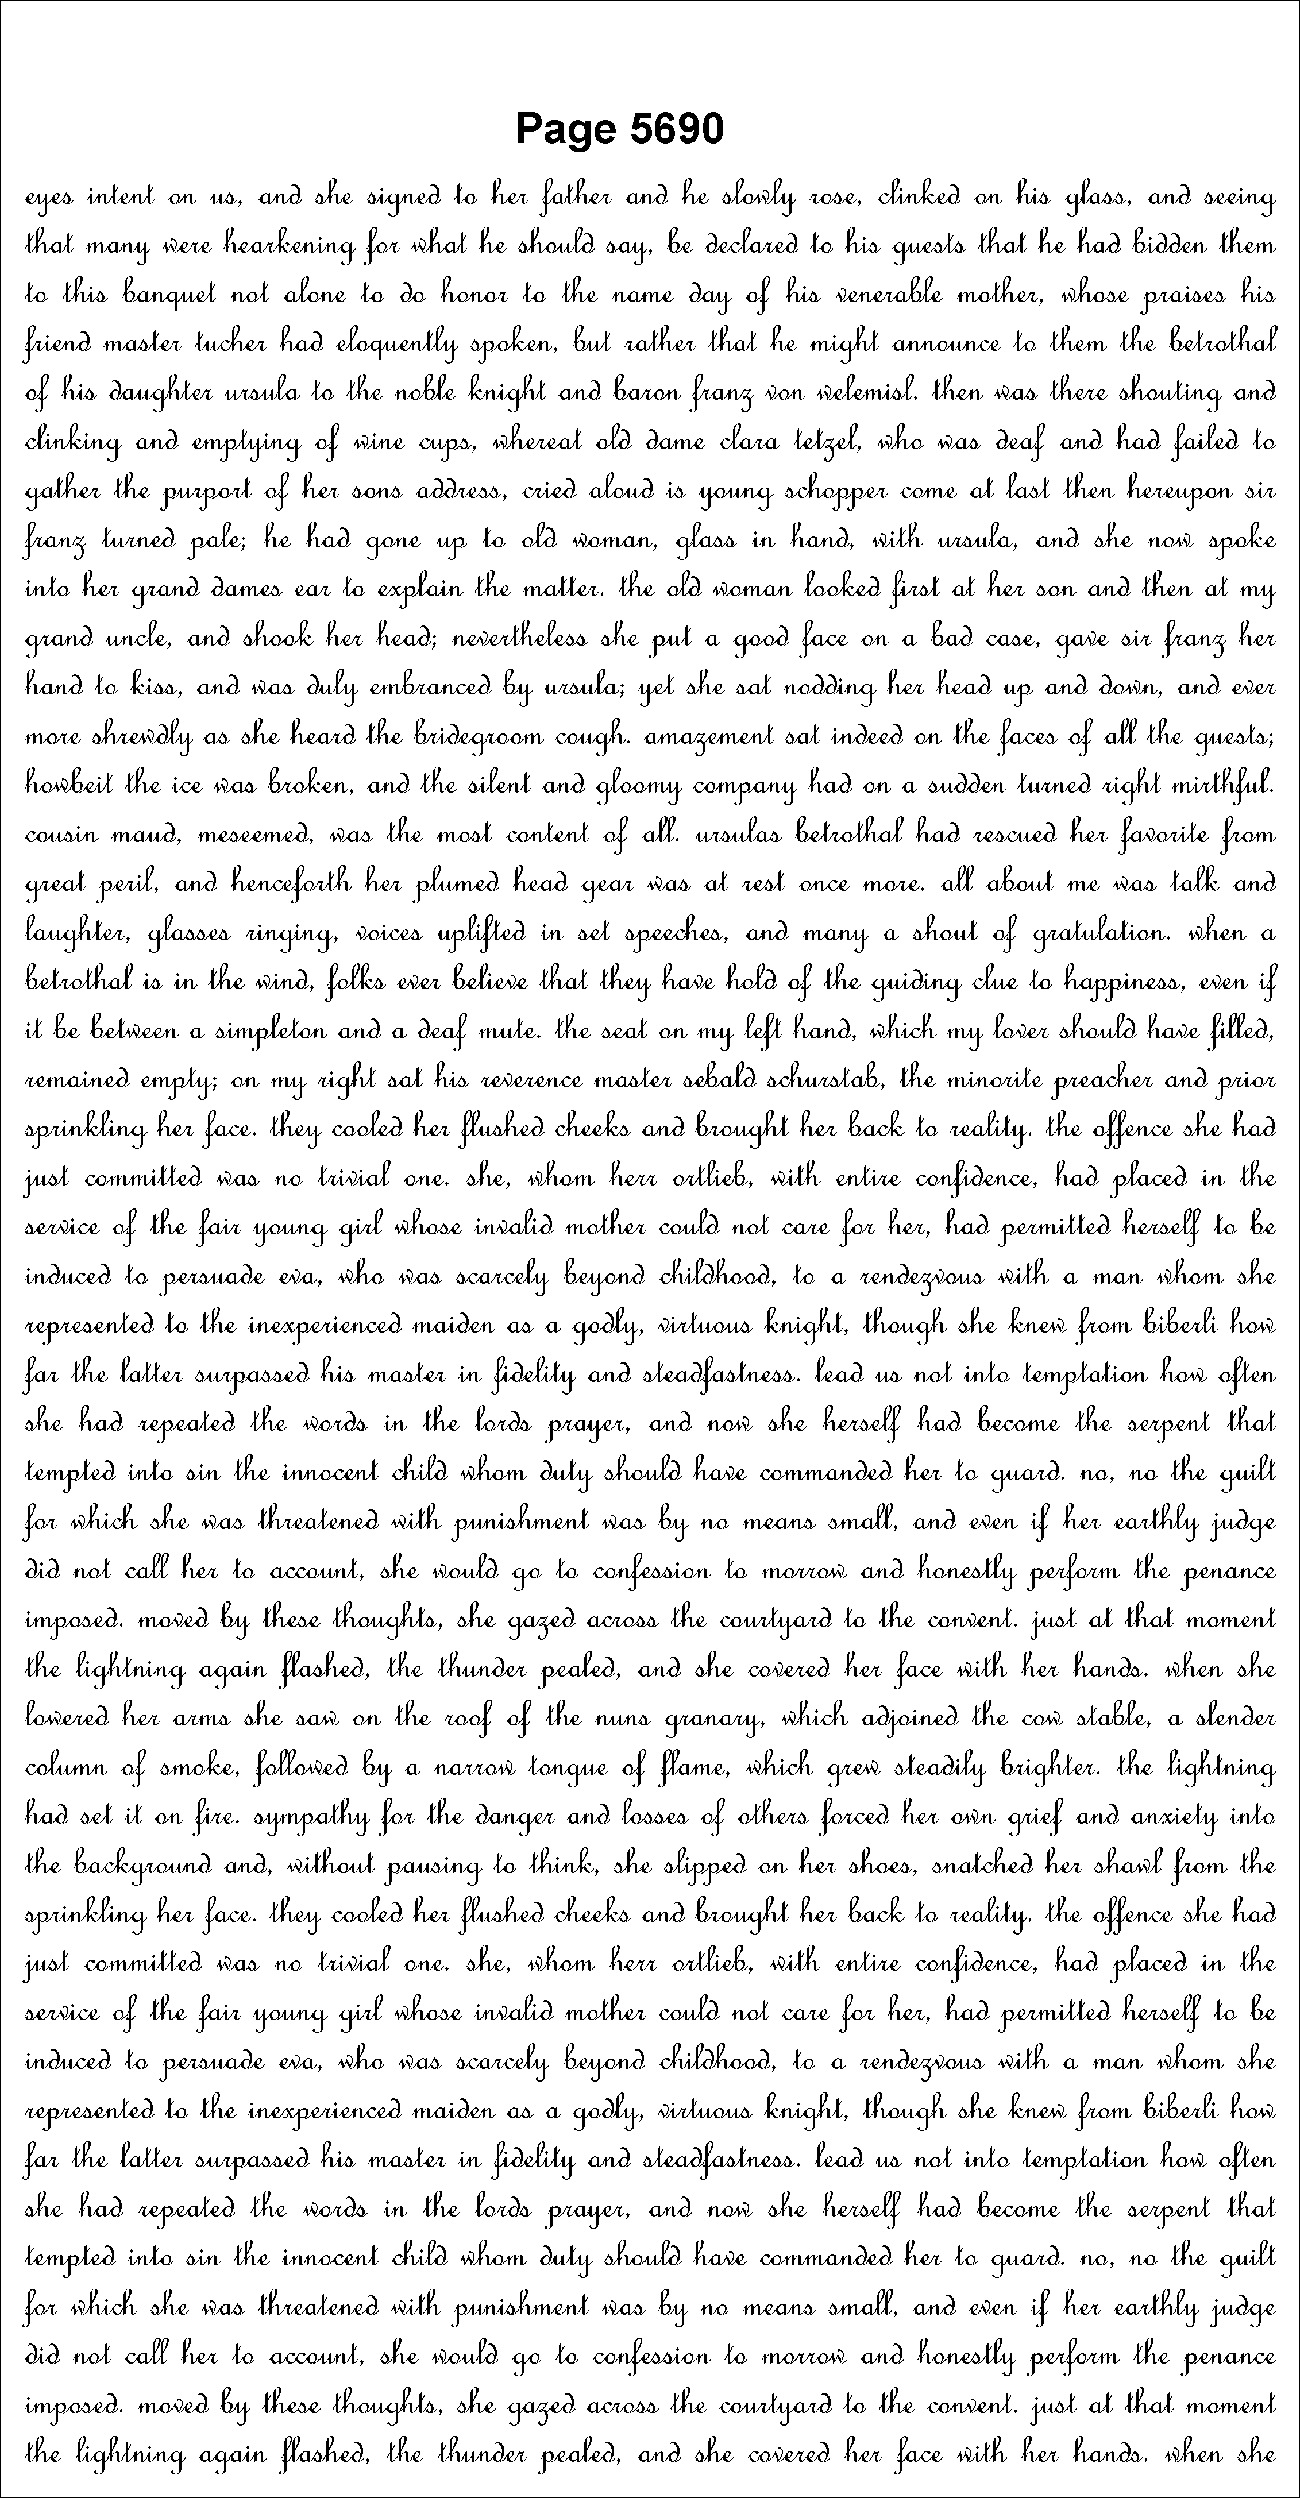 Page 5690
eyes intent on us, and she signed to her father and he slowly rose, clinked on his glass, and seeing
that many were hearkening for what he should say, be declared to his guests that he had bidden them
to this banquet not alone to do honor to the name day of his venerable mother, whose praises his
friend master tucher had eloquently spoken, but rather that he might announce to them the betrothal
of his daughter ursula to the noble knight and baron franz von welemisl. then was there shouting and
clinking and emptying of wine cups, whereat old dame clara tetzel, who was deaf and had failed to
gather the purport of her sons address, cried aloud is young schopper come at last then hereupon sir
franz turned pale; he had gone up to old woman, glass in hand, with ursula, and she now spoke
into her grand dames ear to explain the matter. the old woman looked first at her son and then at my
grand uncle, and shook her head; nevertheless she put a good face on a bad case, gave sir franz her
hand to kiss, and was duly embranced by ursula; yet she sat nodding her head up and down, and ever
more shrewdly as she heard the bridegroom cough. amazement sat indeed on the faces of all the guests;
howbeit the ice was broken, and the silent and gloomy company had on a sudden turned right mirthful.
cousin maud, meseemed, was the most content of all. ursulas betrothal had rescued her favorite from
great peril, and henceforth her plumed head gear was at rest once more. all about me was talk and
laughter, glasses ringing, voices uplifted in set speeches, and many a shout of gratulation. when a
betrothal is in the wind, folks ever believe that they have hold of the guiding clue to happiness, even if
it be between a simpleton and a deaf mute. the seat on my left hand, which my lover should have filled,
remained empty; on my right sat his reverence master sebald schurstab, the minorite preacher and prior
sprinkling her face. they cooled her flushed cheeks and brought her back to reality. the offence she had
just committed was no trivial one. she, whom herr ortlieb, with entire confidence, had placed in the
service of the fair young girl whose invalid mother could not care for her, had permitted herself to be
induced to persuade eva, who was scarcely beyond childhood, to a rendezvous with a man whom she
represented to the inexperienced maiden as a godly, virtuous knight, though she knew from biberli how
far the latter surpassed his master in fidelity and steadfastness. lead us not into temptation how often
she had repeated the words in the lords prayer, and now she herself had become the serpent that
tempted into sin the innocent child whom duty should have commanded her to guard. no, no the guilt
for which she was threatened with punishment was by no means small, and even if her earthly judge
did not call her to account, she would go to confession to morrow and honestly perform the penance
imposed. moved by these thoughts, she gazed across the courtyard to the convent. just at that moment
the lightning again flashed, the thunder pealed, and she covered her face with her hands. when she
lowered her arms she saw on the roof of the nuns granary, which adjoined the cow stable, a slender
column of smoke, followed by a narrow tongue of flame, which grew steadily brighter. the lightning
had set it on fire. sympathy for the danger and losses of others forced her own grief and anxiety into
the background and, without pausing to think, she slipped on her shoes, snatched her shawl from the
sprinkling her face. they cooled her flushed cheeks and brought her back to reality. the offence she had
just committed was no trivial one. she, whom herr ortlieb, with entire confidence, had placed in the
service of the fair young girl whose invalid mother could not care for her, had permitted herself to be
induced to persuade eva, who was scarcely beyond childhood, to a rendezvous with a man whom she
represented to the inexperienced maiden as a godly, virtuous knight, though she knew from biberli how
far the latter surpassed his master in fidelity and steadfastness. lead us not into temptation how often
she had repeated the words in the lords prayer, and now she herself had become the serpent that
tempted into sin the innocent child whom duty should have commanded her to guard. no, no the guilt
for which she was threatened with punishment was by no means small, and even if her earthly judge
did not call her to account, she would go to confession to morrow and honestly perform the penance
imposed. moved by these thoughts, she gazed across the courtyard to the convent. just at that moment
the lightning again flashed, the thunder pealed, and she covered her face with her hands. when she